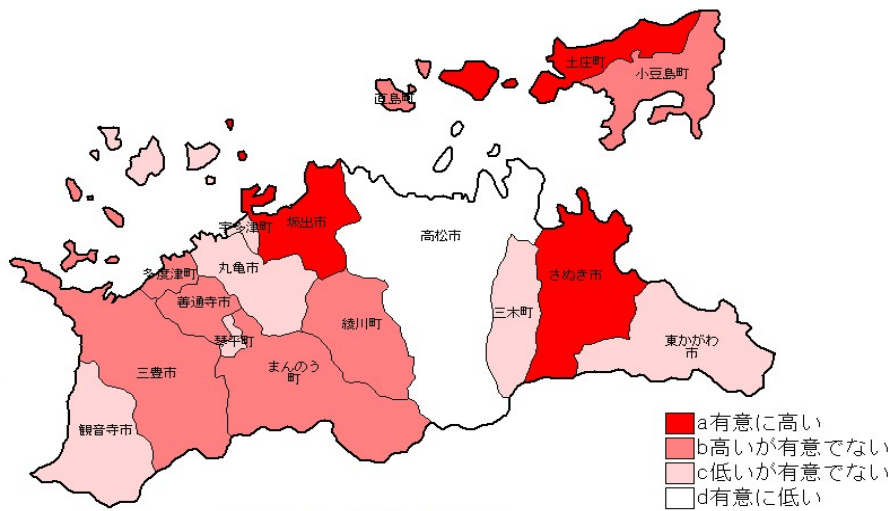 土庄町
小豆島町
直島町
宇多津町
坂出市
高松市
丸亀市
多度津町
さぬき市
善通寺市
三木町
綾川町
琴平町
東かがわ
市
まんのう
町
三豊市
観音寺市
a有意に高い
b高いが有意でない
c低いが有意でない
d有意に低い